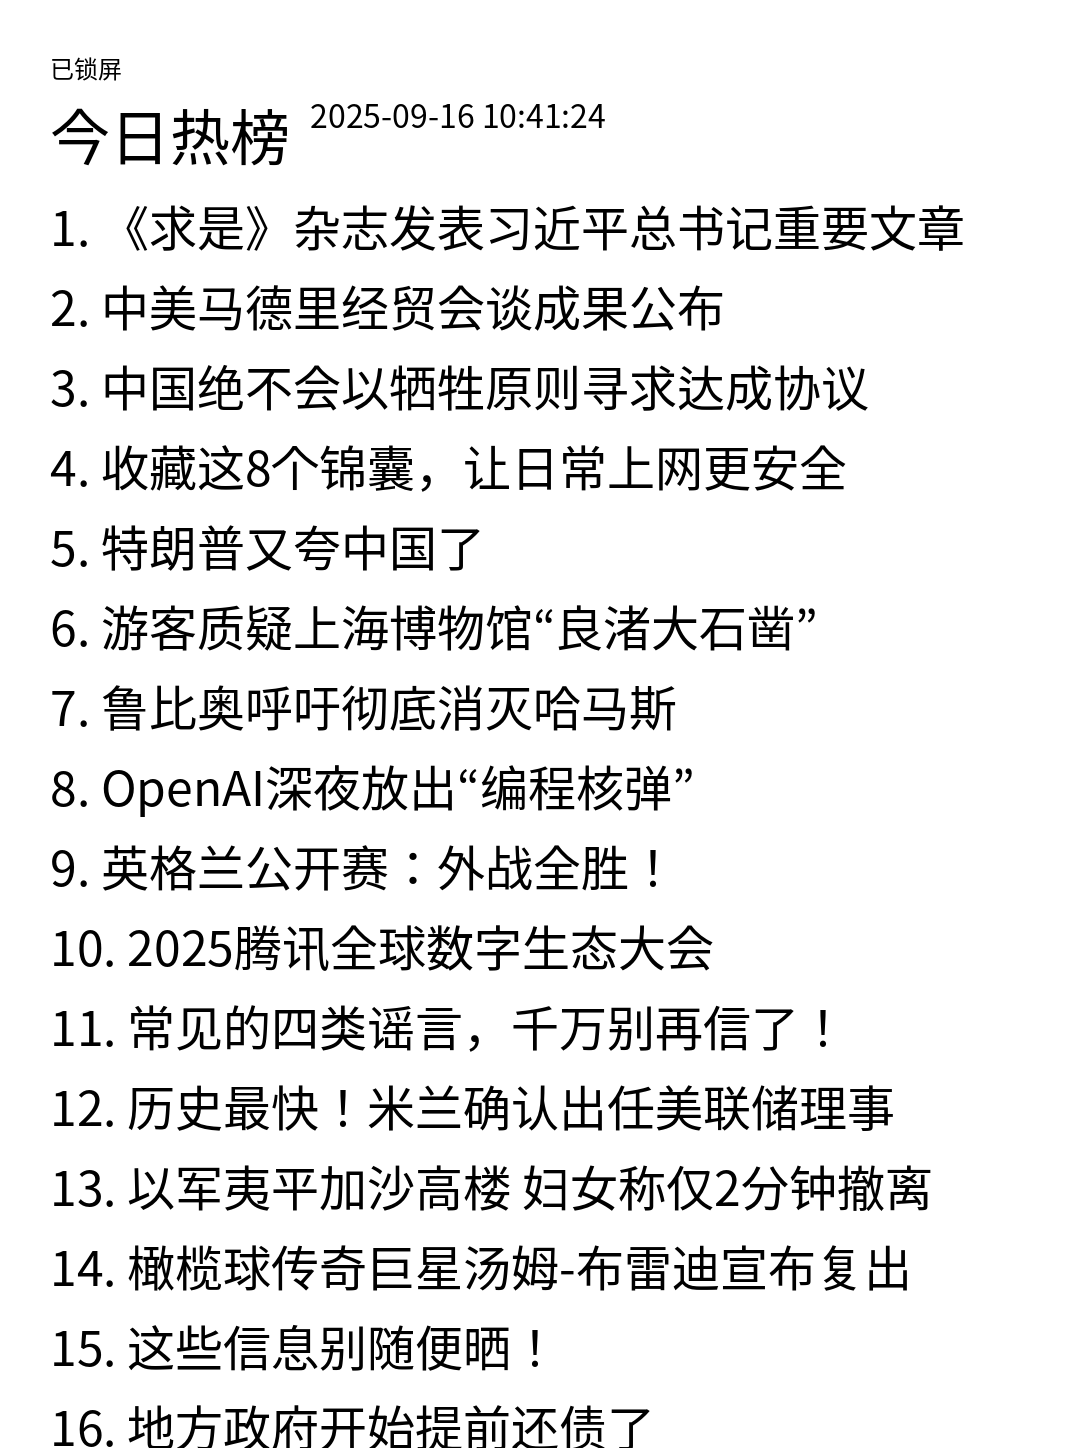 已锁屏
今日热榜 2025-09-16 10:41:24
1. 《求是》杂志发表习近平总书记重要文章
2. 中美马德里经贸会谈成果公布
3. 中国绝不会以牺牲原则寻求达成协议
4. 收藏这8个锦囊，让日常上网更安全
5. 特朗普又夸中国了
6. 游客质疑上海博物馆“良渚大石凿”
7. 鲁比奥呼吁彻底消灭哈马斯
8. OpenAI深夜放出“编程核弹”
9. 英格兰公开赛：外战全胜！
10. 2025腾讯全球数字生态大会
11. 常见的四类谣言，千万别再信了！
12. 历史最快！米兰确认出任美联储理事
13. 以军夷平加沙高楼 妇女称仅2分钟撤离
14. 橄榄球传奇巨星汤姆-布雷迪宣布复出
15. 这些信息别随便晒！
16. 地方政府开始提前还债了